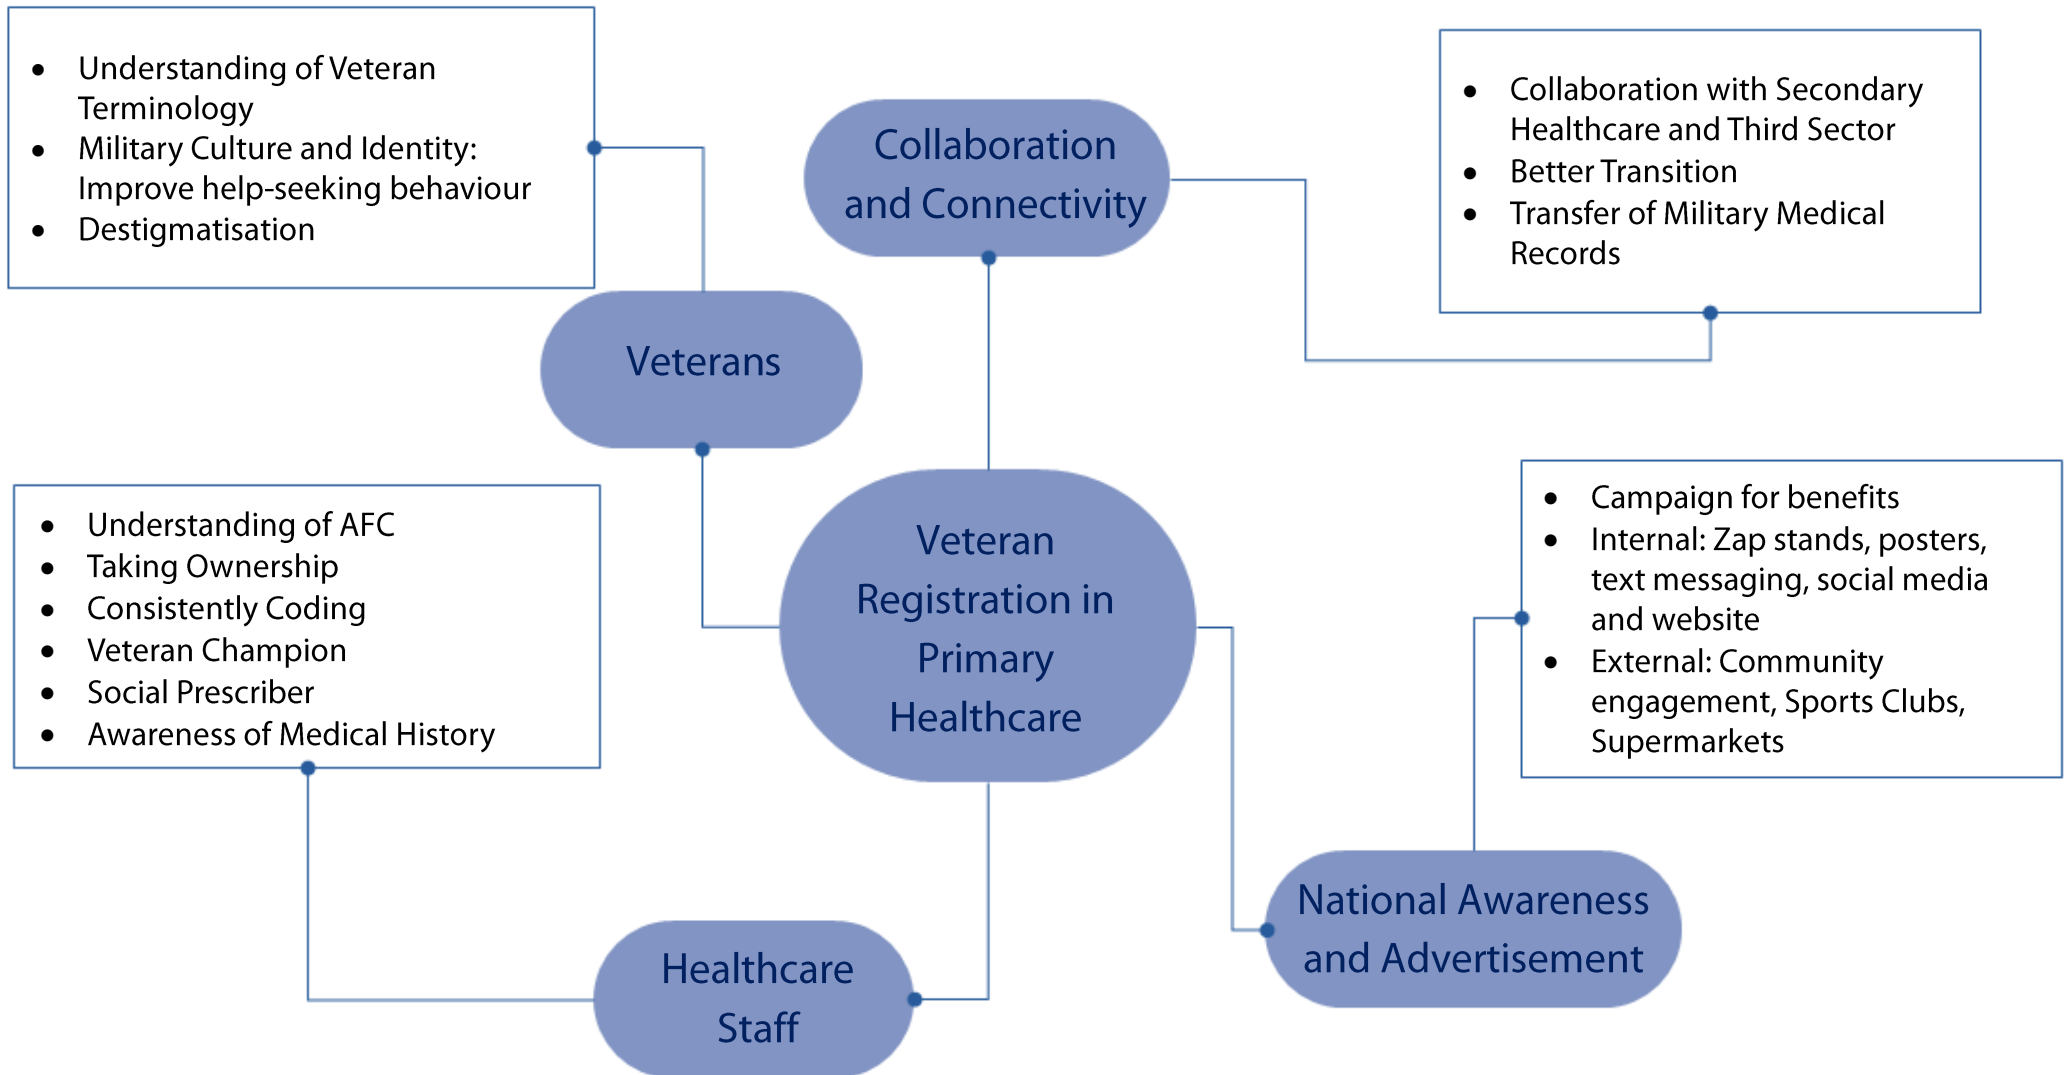 • Understanding of Veteran
Terminology
• Military Culture and Identity:
Improve help-seeking behaviour
• Destigmatisation
Collaboration
and Connectivity
• Collaboration with Secondary
Healthcare and Third Sector
• Better Transition
• Transfer of Military Medical
Records
Veterans
• Understanding of AFC
• Taking Ownership
• Consistently Coding
• Veteran Champion
• Social Prescriber
• Awareness of Medical History
Veteran
Registration in
Primary
Healthcare
• Campaign for benefits
• Internal: Zap stands, posters,
text messaging, social media
and website
• External: Community
engagement, Sports Clubs,
Supermarkets
Healthcare
Staff
National Awareness
and Advertisement